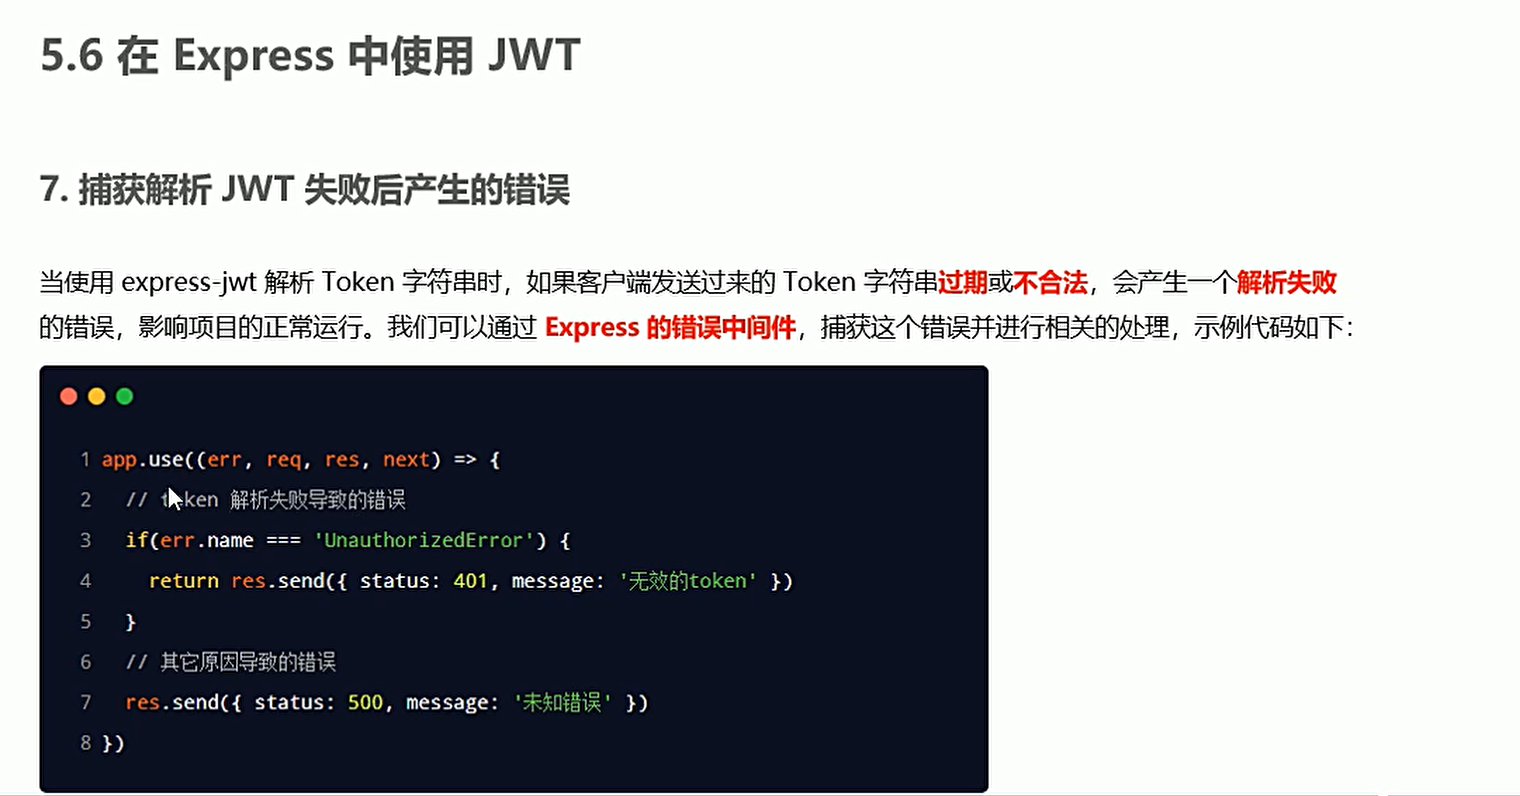 5.6 在 Express 中使用 JWT
7. 捕获解析 JWT 失败后产生的错误
当使用 express-jwt 解析 Token 字符串时，如果客户端发送过来的 Token 字符串过期或不合法，会产生一个解析失败
的错误，影响项目的正常运行。我们可以通过 Express 的错误中间件，捕获这个错误并进行相关的处理，示例代码如下：
1 app.use((err, req, res, next) => {
2 // token 解析失败导致的错误
3 if(err.name === 'UnauthorizedError') {
4 return res.send({ status: 401, message: '无效的token' })
5 }
6 // 其它原因导致的错误
7 res.send({ status: 500, message: '未知错误' })
8 })